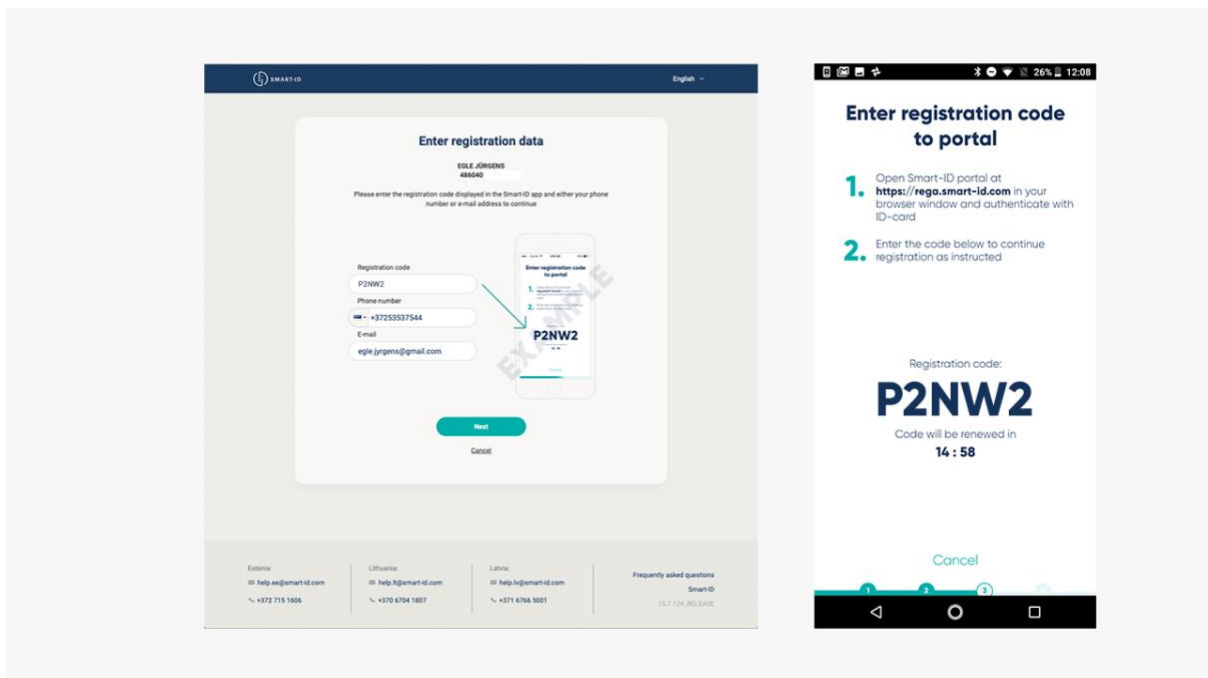 SMART-ID
English
Enter registration data
EGLE JÜRGENS
486040
Please enter the registration code displayed in the Smart-ID app and either your phone
number or e-mail address to continue
Registration code
P2NW2
Phone number
+37253537544
E-mail
egle.jyrgens@gmail.com
Enter registration code
to portal
1.
2.
P2NW2
EXAMPLE
Next
Cancel
Estonia:
help.ee@smart-id.com
+372 715 1606
Lithuania:
help.lt@smart-id.com
+370 6704 1807
Latvia:
help.lv@smart-id.com
+371 6766 5001
Frequently asked questions
Smart-ID
15.7.124_RELEASE
26% 12:08
Enter registration code
to portal
1. Open Smart-ID portal at
https://rega.smart-id.com in your
browser window and authenticate with
ID-card
2. Enter the code below to continue
registration as instructed
Registration code:
P2NW2
Code will be renewed in
14 : 58
Cancel
1 2 3